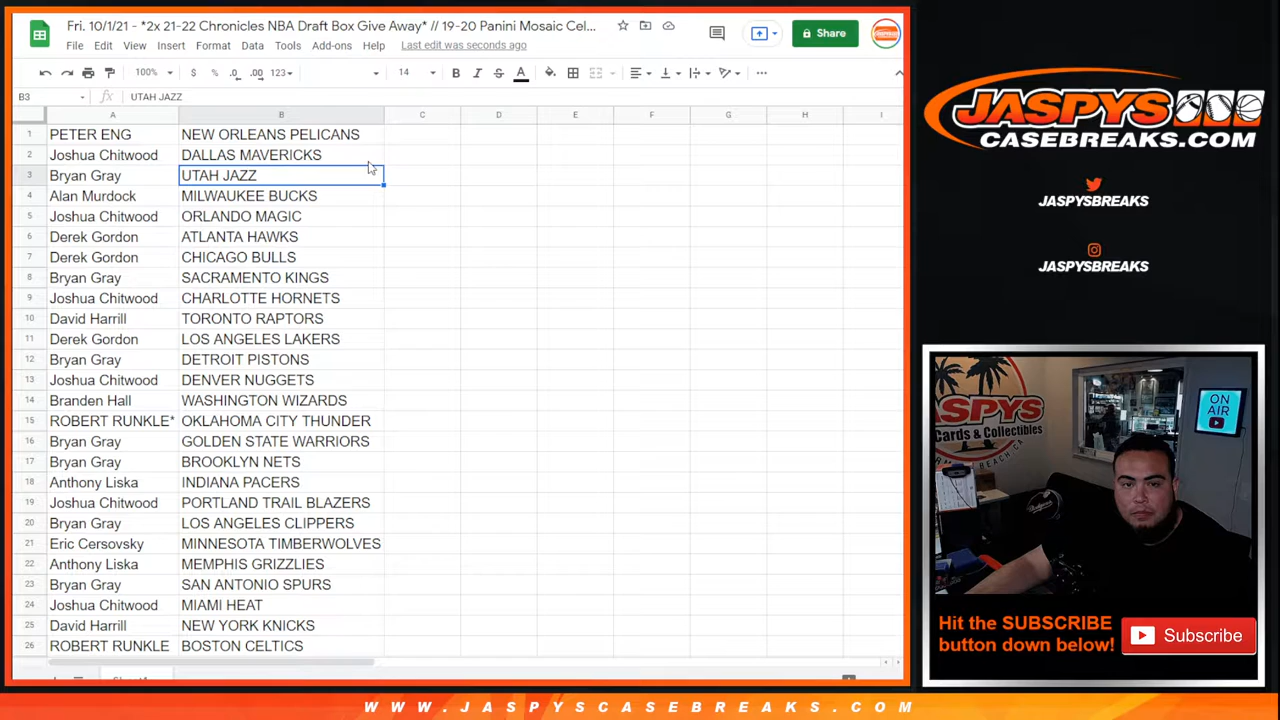 Fri. 10/1/21 - *2x 21-22 Chronicles NBA Draft Box Give Away* // 19-20 Panini Mosaic Cel...
File Edit View Insert Format Data Tools Add-ons Help Last edit was seconds ago
Share
100% $ % .0 .00 123 14 B I S A
B3 fx UTAH JAZZ
A B C D E F G H I
1 PETER ENG NEW ORLEANS PELICANS
2 Joshua Chitwood DALLAS MAVERICKS
3 Bryan Gray UTAH JAZZ
4 Alan Murdock MILWAUKEE BUCKS
5 Joshua Chitwood ORLANDO MAGIC
6 Derek Gordon ATLANTA HAWKS
7 Derek Gordon CHICAGO BULLS
8 Bryan Gray SACRAMENTO KINGS
9 Joshua Chitwood CHARLOTTE HORNETS
10 David Harrill TORONTO RAPTORS
11 Derek Gordon LOS ANGELES LAKERS
12 Bryan Gray DETROIT PISTONS
13 Joshua Chitwood DENVER NUGGETS
14 Branden Hall WASHINGTON WIZARDS
15 ROBERT RUNKLE* OKLAHOMA CITY THUNDER
16 Bryan Gray GOLDEN STATE WARRIORS
17 Bryan Gray BROOKLYN NETS
18 Anthony Liska INDIANA PACERS
19 Joshua Chitwood PORTLAND TRAIL BLAZERS
20 Bryan Gray LOS ANGELES CLIPPERS
21 Eric Cersovsky MINNESOTA TIMBERWOLVES
22 Anthony Liska MEMPHIS GRIZZLIES
23 Bryan Gray SAN ANTONIO SPURS
24 Joshua Chitwood MIAMI HEAT
25 David Harrill NEW YORK KNICKS
26 ROBERT RUNKLE BOSTON CELTICS
JASPYS
CASEBREAKS.COM
JASPYSBREAKS
JASPYSBREAKS
ASPYS
Cards & Collectibles
BEACH CA
ON
AIR
Hit the SUBSCRIBE
button down below!
Subscribe
WWW.JASPYSCASEBREAKS.COM